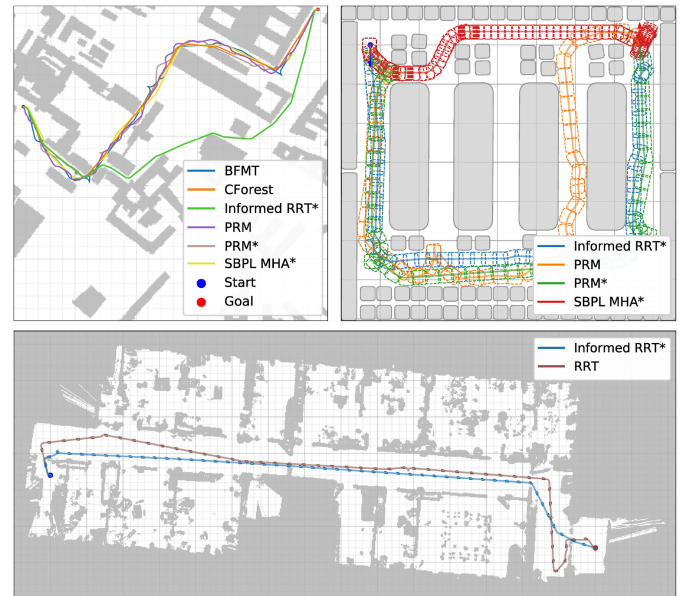 BFMT
CForest
Informed RRT*
PRM
PRM*
SBPL MHA*
Start
Goal
Informed RRT*
PRM
PRM*
SBPL MHA*
Informed RRT*
RRT